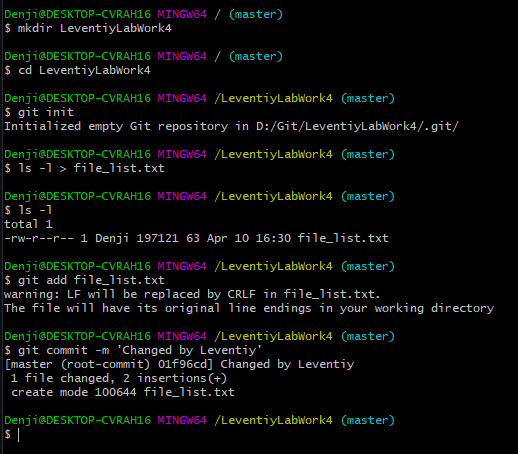 Denji@DESKTOP-CVRAH16 MINGW64 / (master)
$ mkdir LeventiyLabWork4
Denji@DESKTOP-CVRAH16 MINGW64 / (master)
$ cd LeventiyLabWork4
Denji@DESKTOP-CVRAH16 MINGW64 /LeventiyLabWork4 (master)
$ git init
Initialized empty Git repository in D:/Git/LeventiyLabWork4/.git/
Denji@DESKTOP-CVRAH16 MINGW64 /LeventiyLabWork4 (master)
$ ls -l > file_list.txt
Denji@DESKTOP-CVRAH16 MINGW64 /LeventiyLabWork4 (master)
$ ls -l
total 1
-rw-r--r-- 1 Denji 197121 63 Apr 10 16:30 file_list.txt
Denji@DESKTOP-CVRAH16 MINGW64 /LeventiyLabWork4 (master)
$ git add file_list.txt
warning: LF will be replaced by CRLF in file_list.txt.
The file will have its original line endings in your working directory
Denji@DESKTOP-CVRAH16 MINGW64 /LeventiyLabWork4 (master)
$ git commit -m 'Changed by Leventiy'
[master (root-commit) 01f96cd] Changed by Leventiy
 1 file changed, 2 insertions(+)
 create mode 100644 file_list.txt
Denji@DESKTOP-CVRAH16 MINGW64 /LeventiyLabWork4 (master)
$